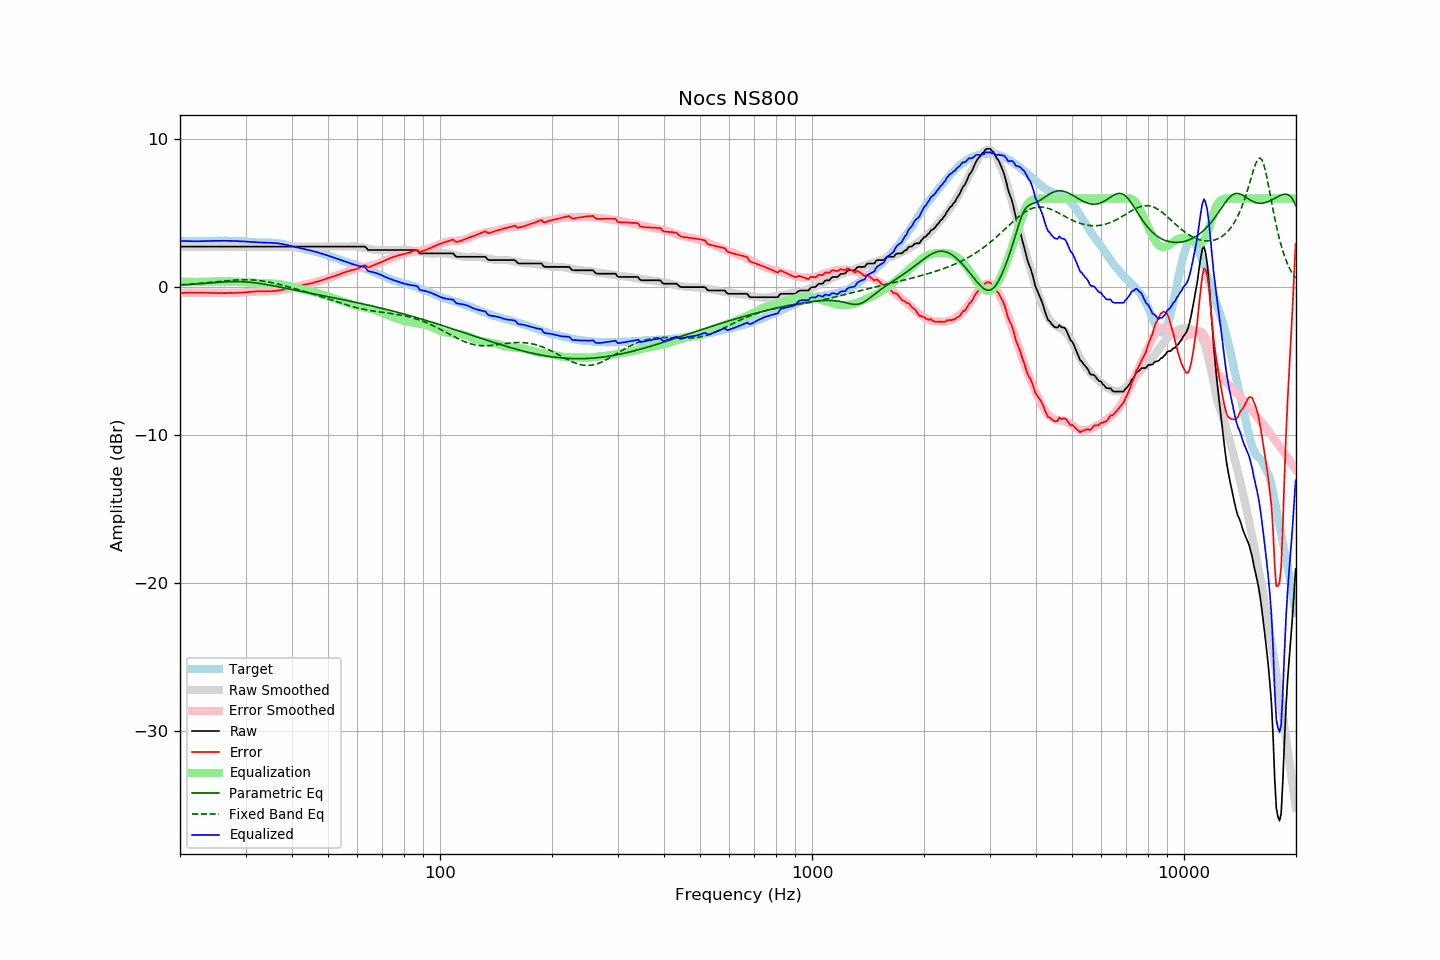 Nocs NS800
10
0
−10
−20
−30
Amplitude (dBr)
Target
Raw Smoothed
Error Smoothed
Raw
Error
Equalization
Parametric Eq
Fixed Band Eq
Equalized
100
1000
10000
Frequency (Hz)